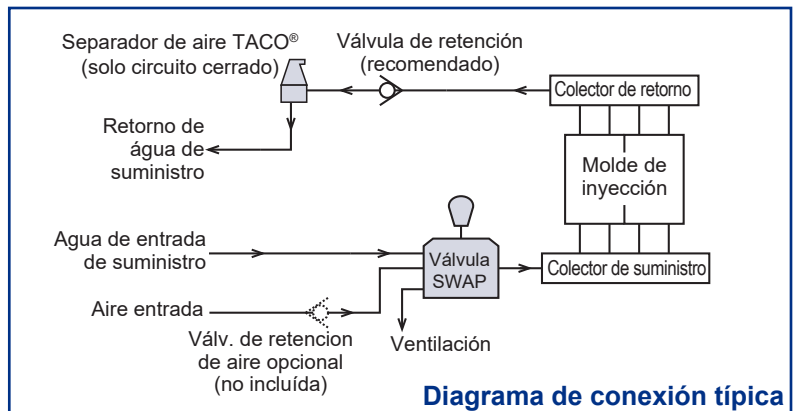 Separador de aire TACO®
(solo circuito cerrado)
Válvula de retención
(recomendado)
Colector de retorno
Retorno de
água de
suministro
Molde de
inyección
Agua de entrada
de suministro
Válvula
SWAP
Colector de suministro
Aire entrada
Válv. de retencion
de aire opcional
(no incluída)
Ventilación
Diagrama de conexión típica